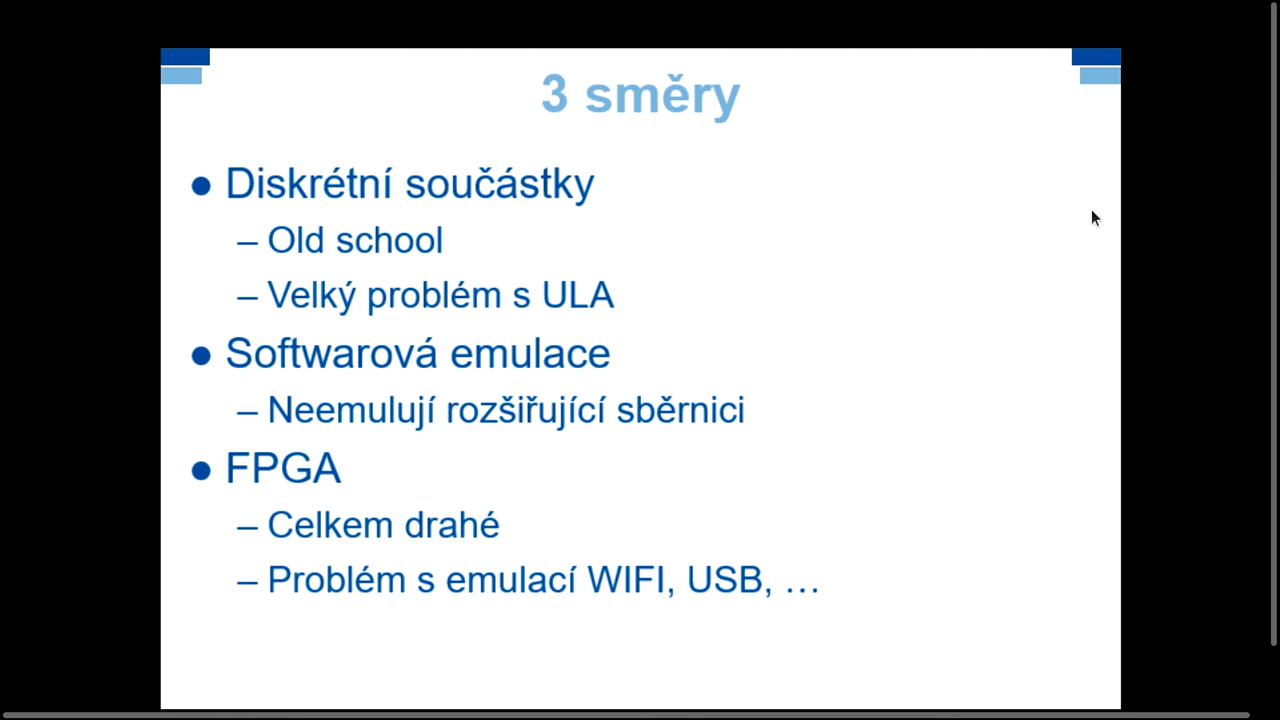 3 směry
● Diskrétní součástky
– Old school
– Velký problém s ULA
● Softwarová emulace
– Neemulují rozšiřující sběrnici
● FPGA
– Celkem drahé
– Problém s emulací WIFI, USB, …